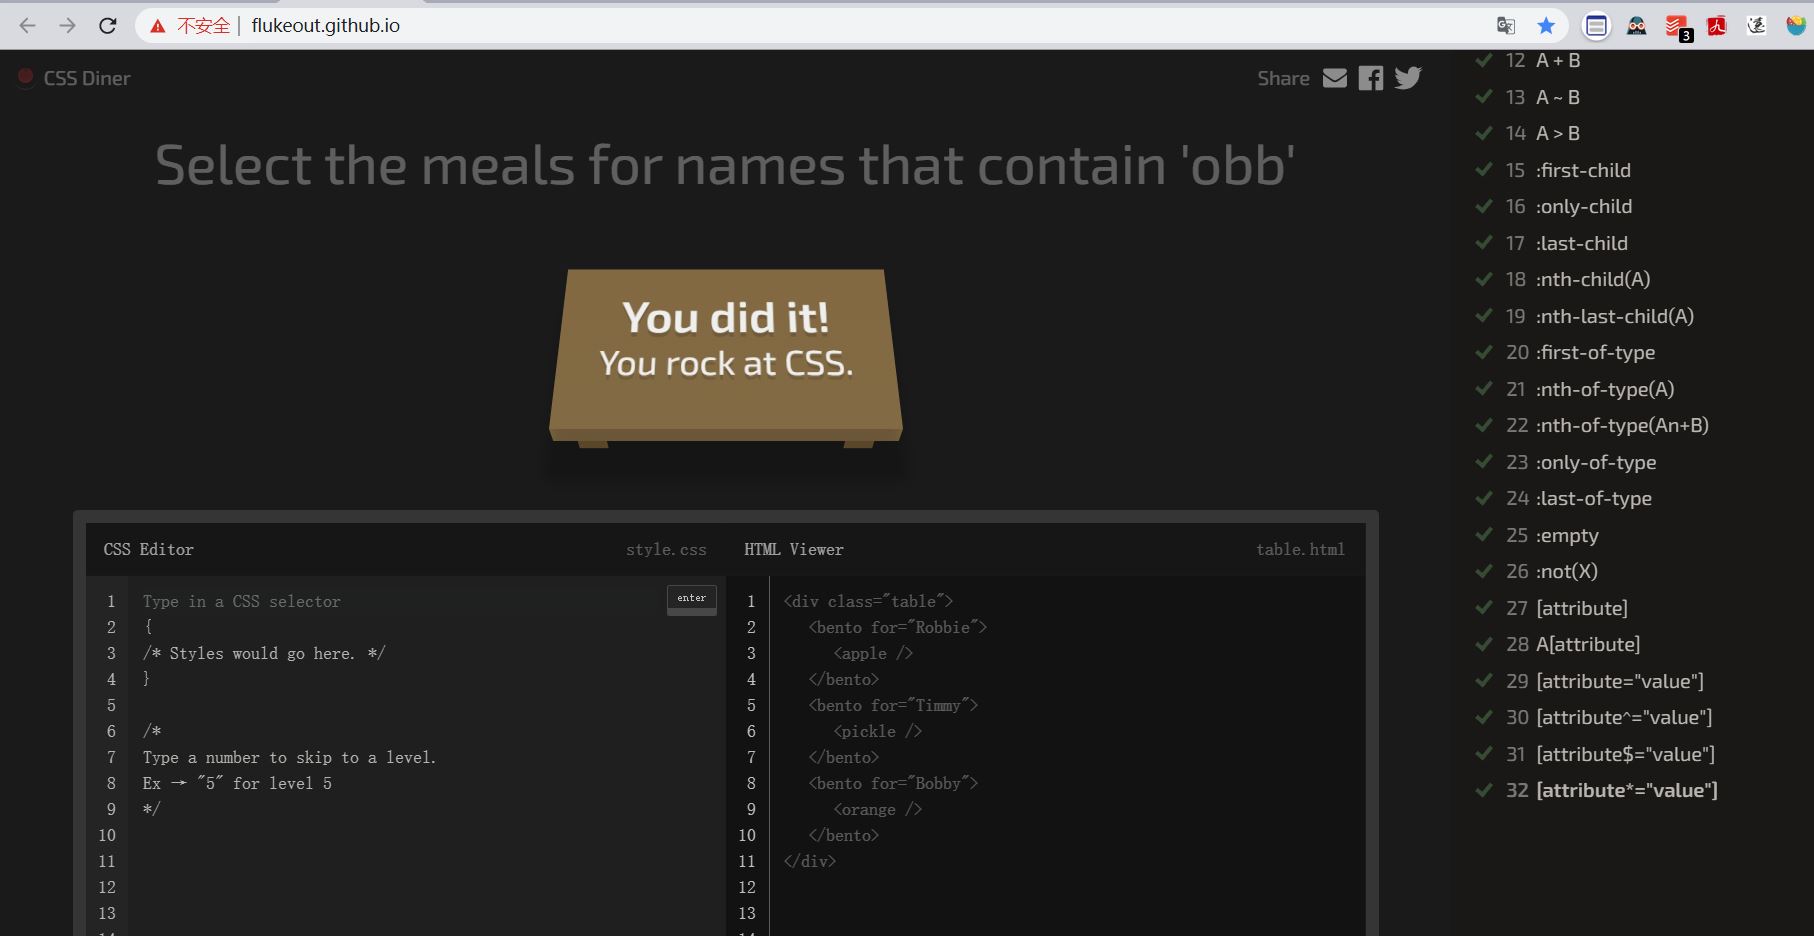 不安全 flukeout.github.io
3
CSS Diner
Share
Select the meals for names that contain 'obb'
You did it!
You rock at CSS.
CSS Editor style.css
1 Type in a CSS selector enter
2 {
3 /* Styles would go here. */
4 }
5
6 /*
7 Type a number to skip to a level.
8 Ex → "5" for level 5
9 */
10
11
12
13
HTML Viewer table.html
1 <div class="table">
2 <bento for="Robbie">
3 <apple />
4 </bento>
5 <bento for="Timmy">
6 <pickle />
7 </bento>
8 <bento for="Bobby">
9 <orange />
10 </bento>
11 </div>
12
13
12 A + B
13 A ~ B
14 A > B
15 :first-child
16 :only-child
17 :last-child
18 :nth-child(A)
19 :nth-last-child(A)
20 :first-of-type
21 :nth-of-type(A)
22 :nth-of-type(An+B)
23 :only-of-type
24 :last-of-type
25 :empty
26 :not(X)
27 [attribute]
28 A[attribute]
29 [attribute="value"]
30 [attribute^="value"]
31 [attribute$="value"]
32 [attribute*="value"]